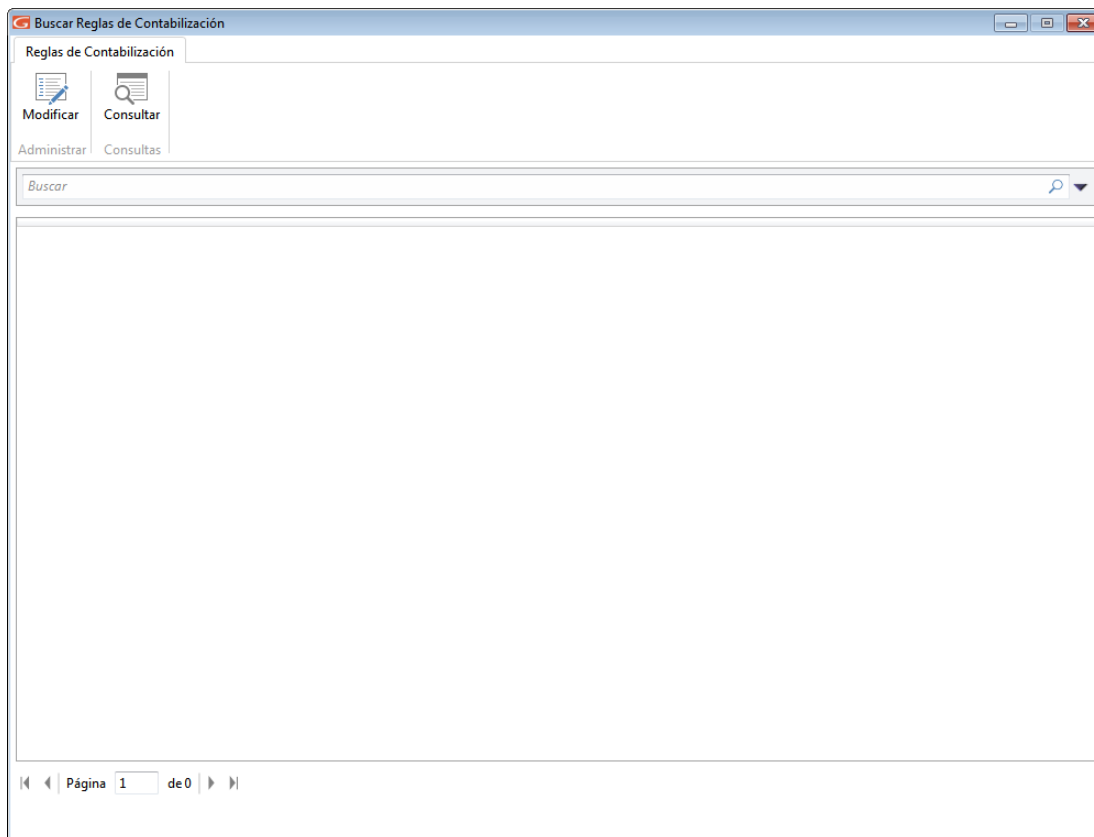 Buscar Reglas de Contabilización
Reglas de Contabilización
Modificar Consultar
Administrar Consultas
Buscar
Página 1 de 0